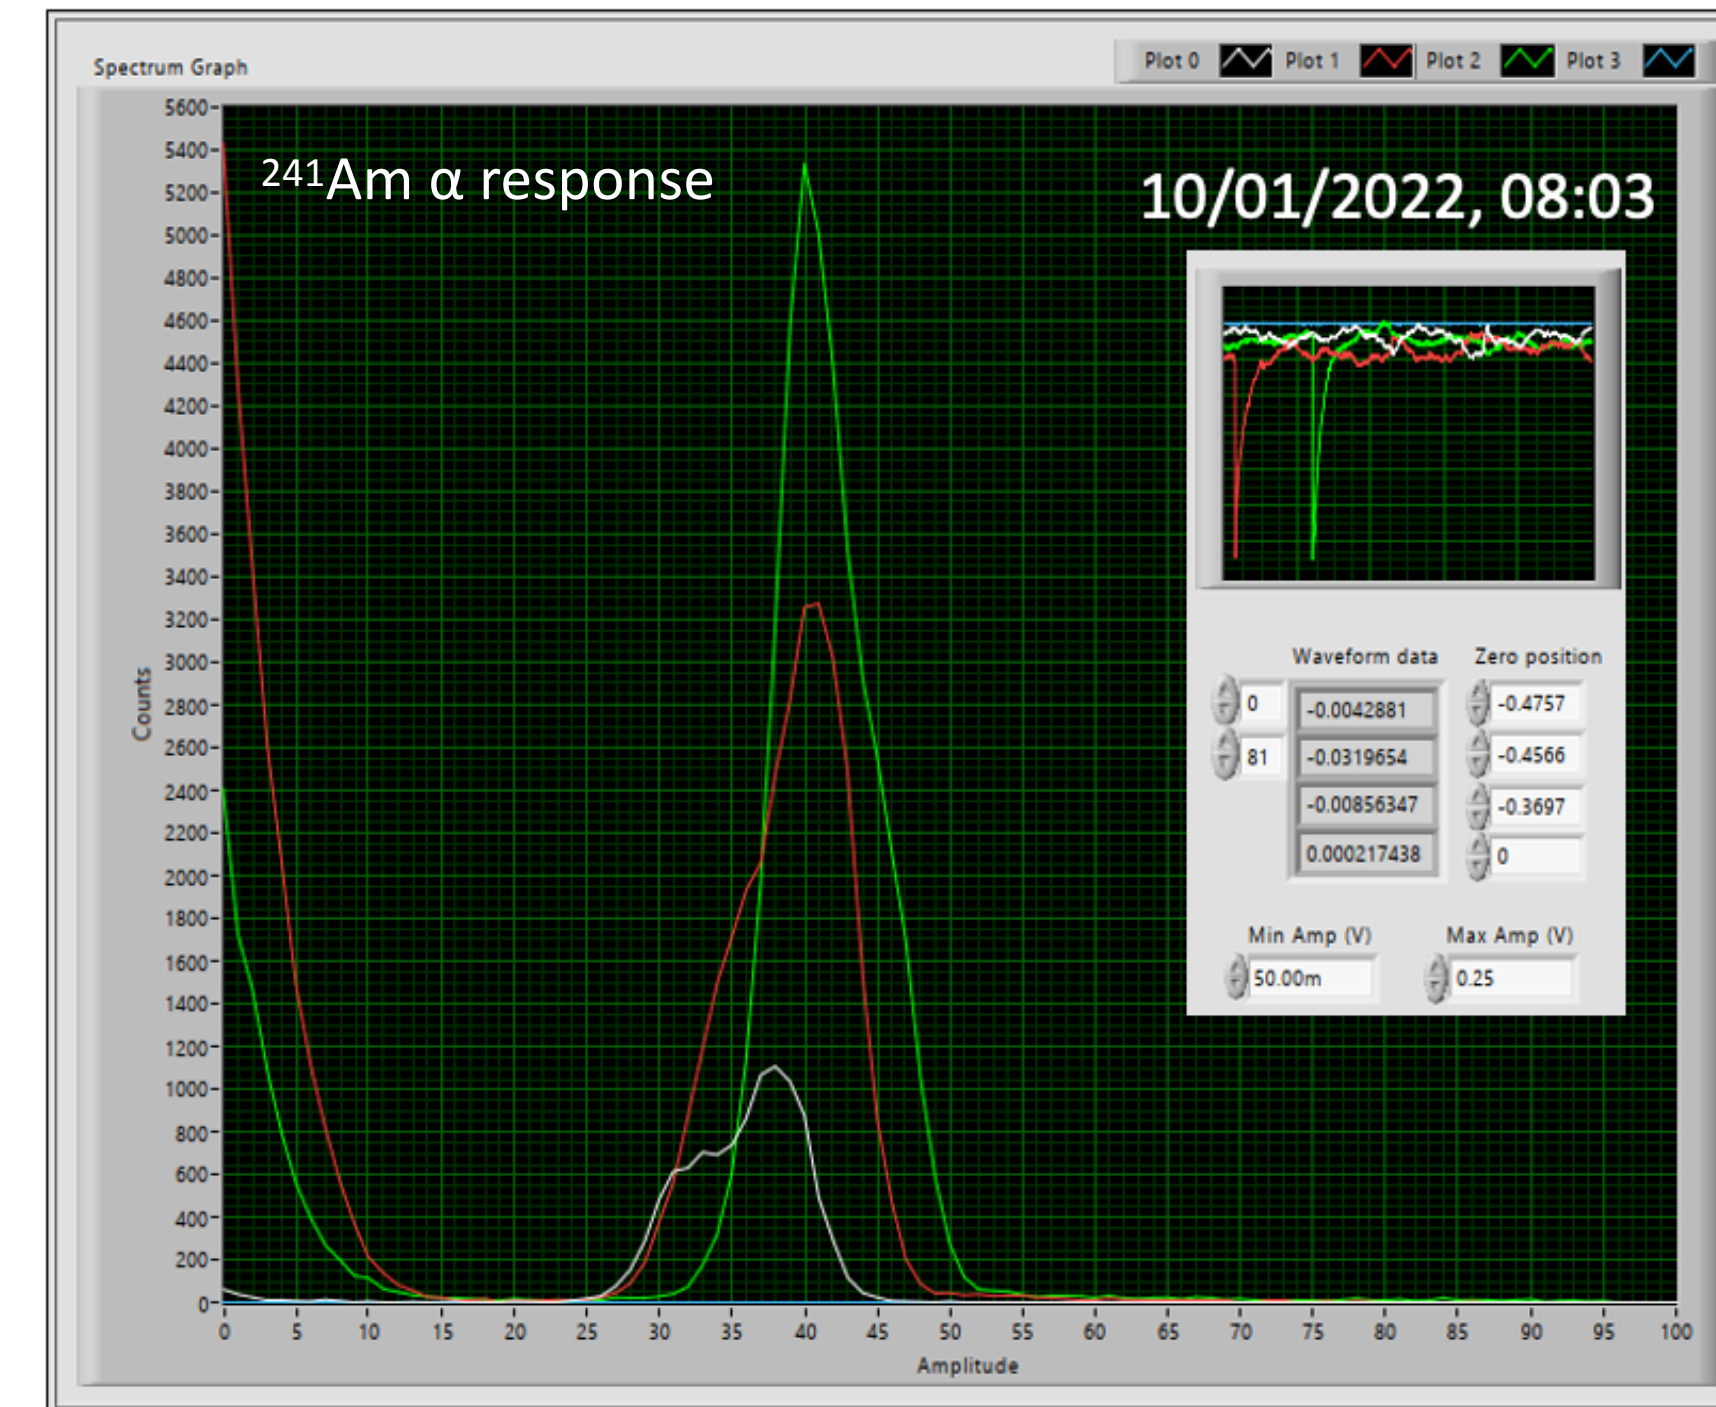 Spectrum Graph
Plot 0 Plot 1 Plot 2 Plot 3
²⁴¹Am α response
10/01/2022, 08:03
Counts
5600
5400
5200
5000
4800
4600
4400
4200
4000
3800
3600
3400
3200
3000
2800
2600
2400
2200
2000
1800
1600
1400
1200
1000
800
600
400
200
0
0 5 10 15 20 25 30 35 40 45 50 55 60 65 70 75 80 85 90 95 100
Amplitude
Waveform data Zero position
0 -0.0042881 -0.4757
81 -0.0319654 -0.4566
-0.00856347 -0.3697
0.000217438 0
Min Amp (V) Max Amp (V)
50.00m 0.25